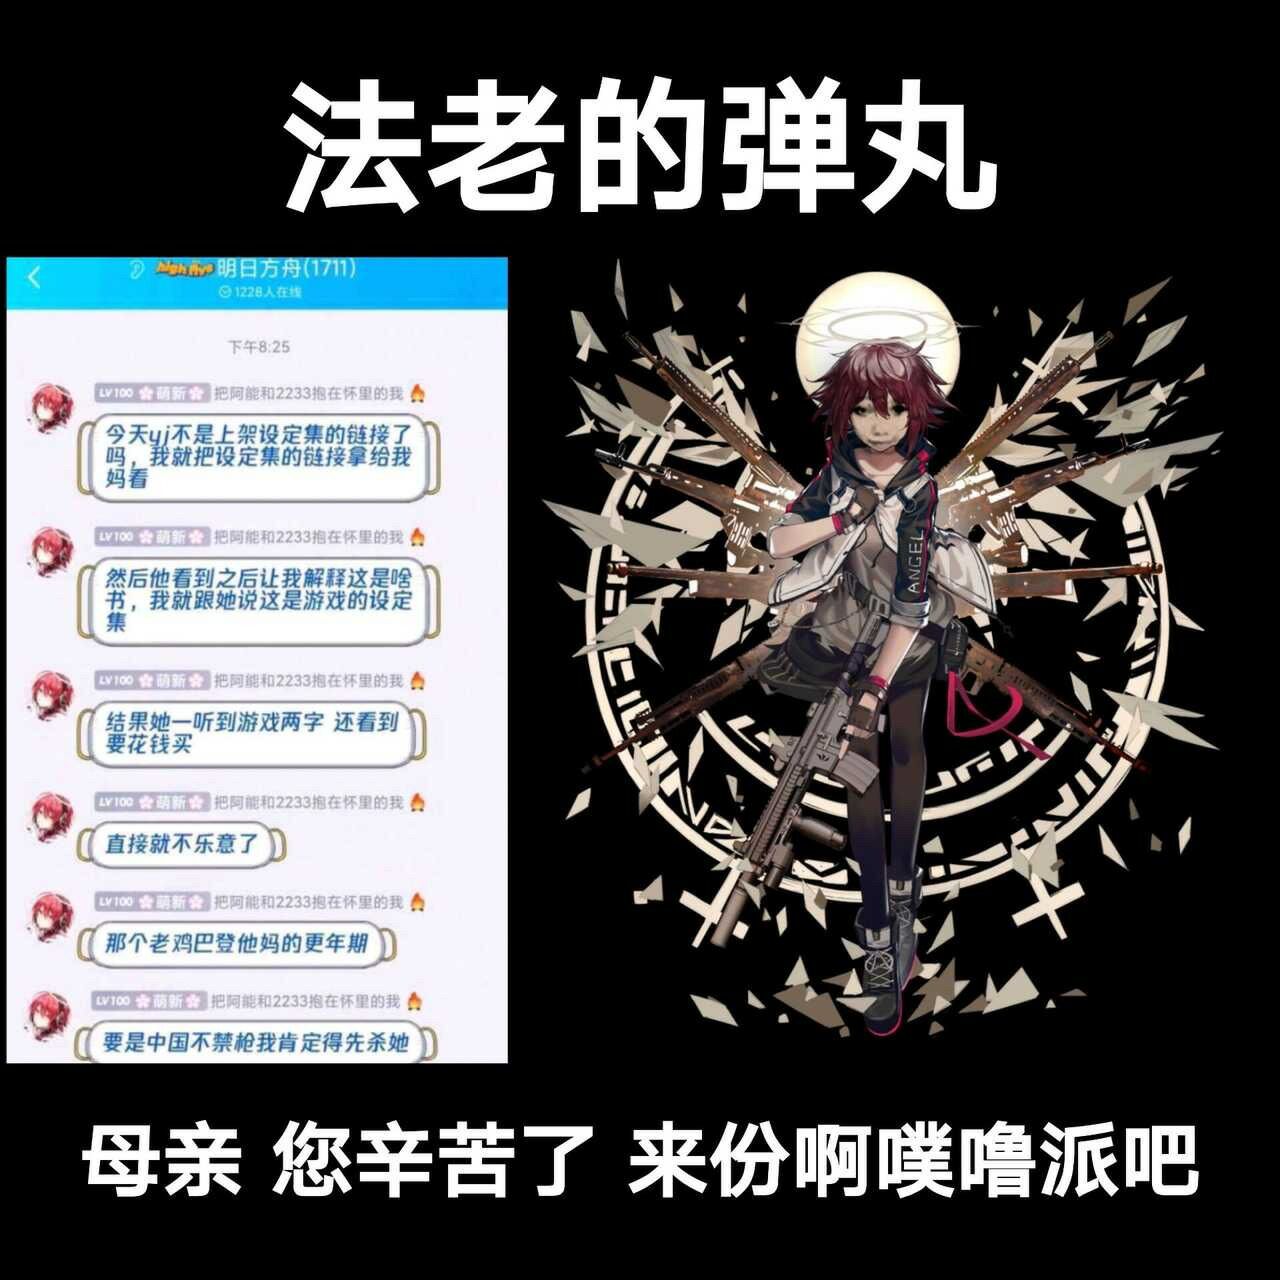 法老的弹丸
high five 明日方舟(1711)
1228人在线
下午8:25
LV100 🌸萌新🌸 把阿能和2233抱在怀里的我🔥
今天yj不是上架设定集的链接了
吗，我就把设定集的链接拿给我
妈看
LV100 🌸萌新🌸 把阿能和2233抱在怀里的我🔥
然后他看到之后让我解释这是啥
书，我就跟她说这是游戏的设定
集
LV100 🌸萌新🌸 把阿能和2233抱在怀里的我🔥
结果她一听到游戏两字 还看到
要花钱买
LV100 🌸萌新🌸 把阿能和2233抱在怀里的我🔥
直接就不乐意了
LV100 🌸萌新🌸 把阿能和2233抱在怀里的我🔥
那个老鸡巴登他妈的更年期
LV100 🌸萌新🌸 把阿能和2233抱在怀里的我🔥
要是中国不禁枪我肯定得先杀她
ANGEL
母亲 您辛苦了 来份啊噗噜派吧